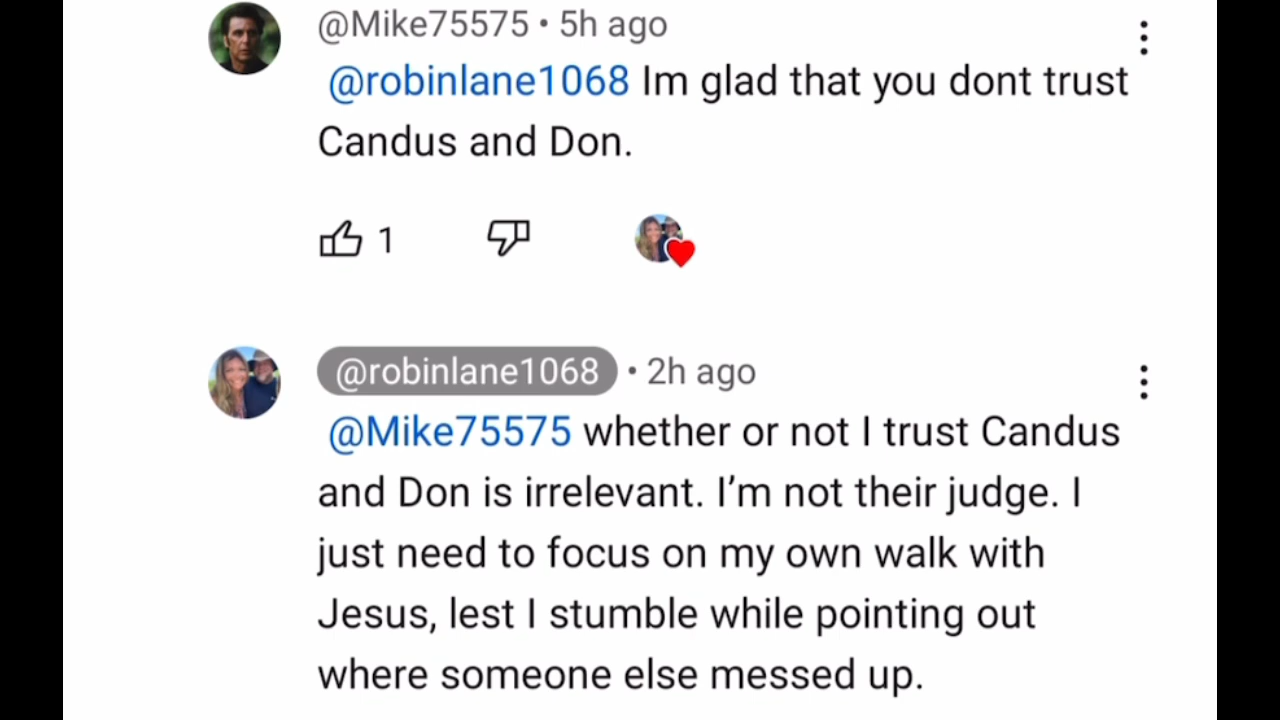 @Mike75575 • 5h ago
@robinlane1068 Im glad that you dont trust
Candus and Don.
1
@robinlane1068 • 2h ago
@Mike75575 whether or not I trust Candus
and Don is irrelevant. I’m not their judge. I
just need to focus on my own walk with
Jesus, lest I stumble while pointing out
where someone else messed up.